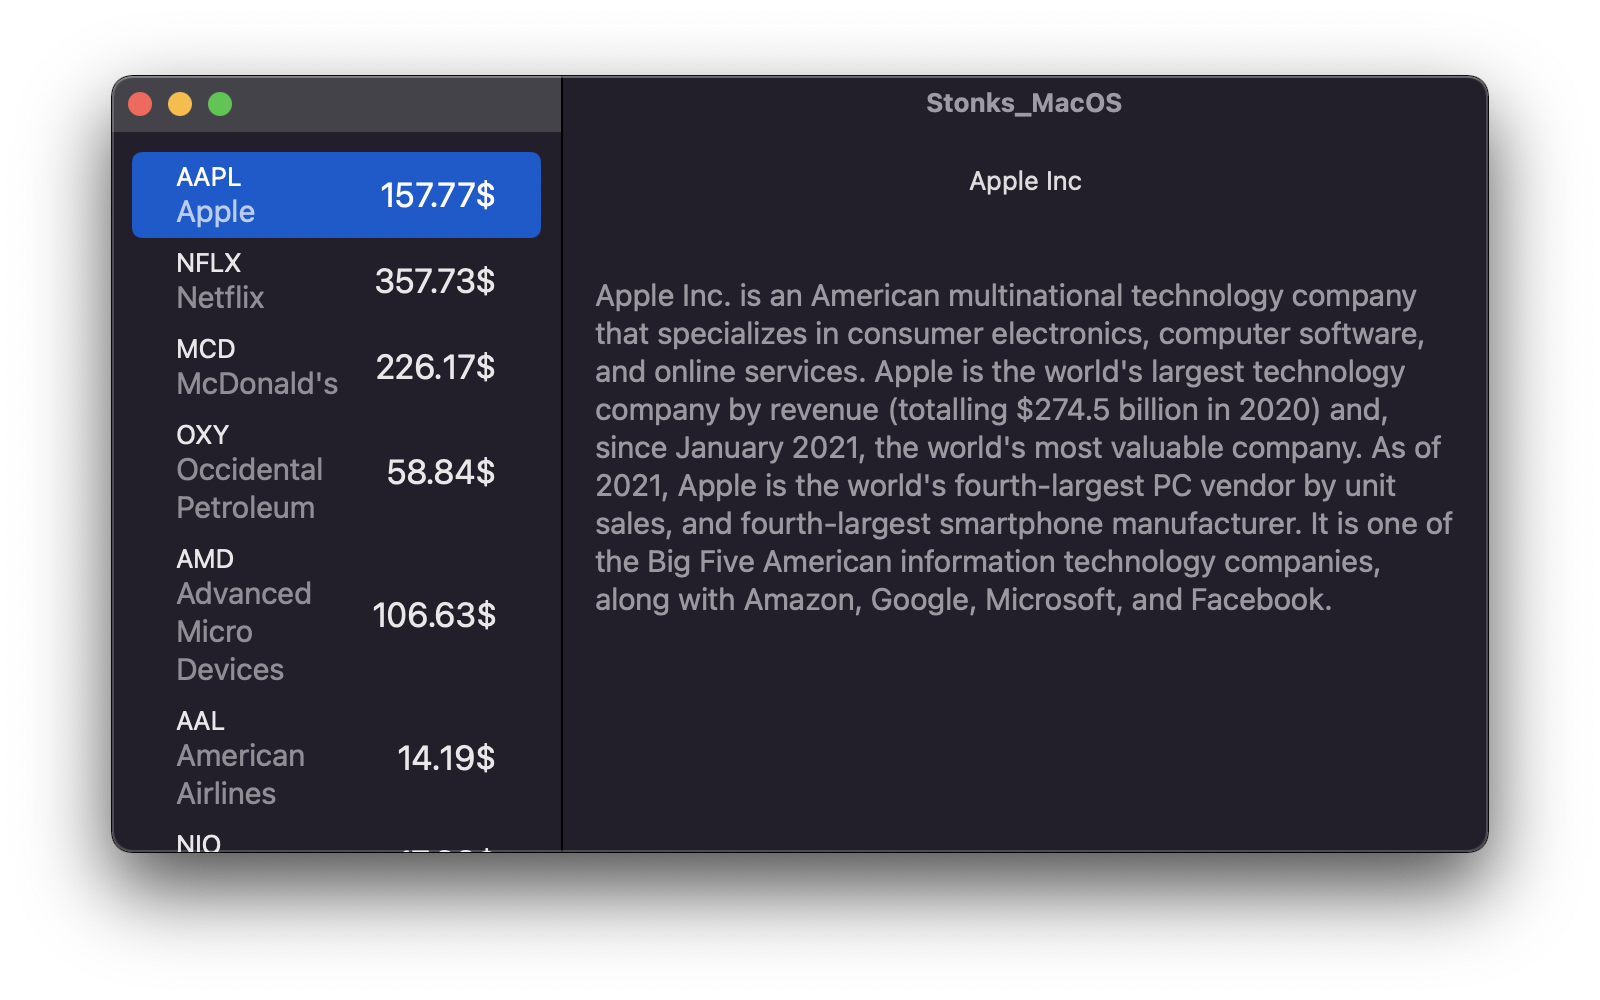 Stonks_MacOS
AAPL
Apple
157.77$
NFLX
Netflix
357.73$
MCD
McDonald's
226.17$
OXY
Occidental
Petroleum
58.84$
AMD
Advanced
Micro
Devices
106.63$
AAL
American
Airlines
14.19$
NIO
Apple Inc
Apple Inc. is an American multinational technology company
that specializes in consumer electronics, computer software,
and online services. Apple is the world's largest technology
company by revenue (totalling $274.5 billion in 2020) and,
since January 2021, the world's most valuable company. As of
2021, Apple is the world's fourth-largest PC vendor by unit
sales, and fourth-largest smartphone manufacturer. It is one of
the Big Five American information technology companies,
along with Amazon, Google, Microsoft, and Facebook.